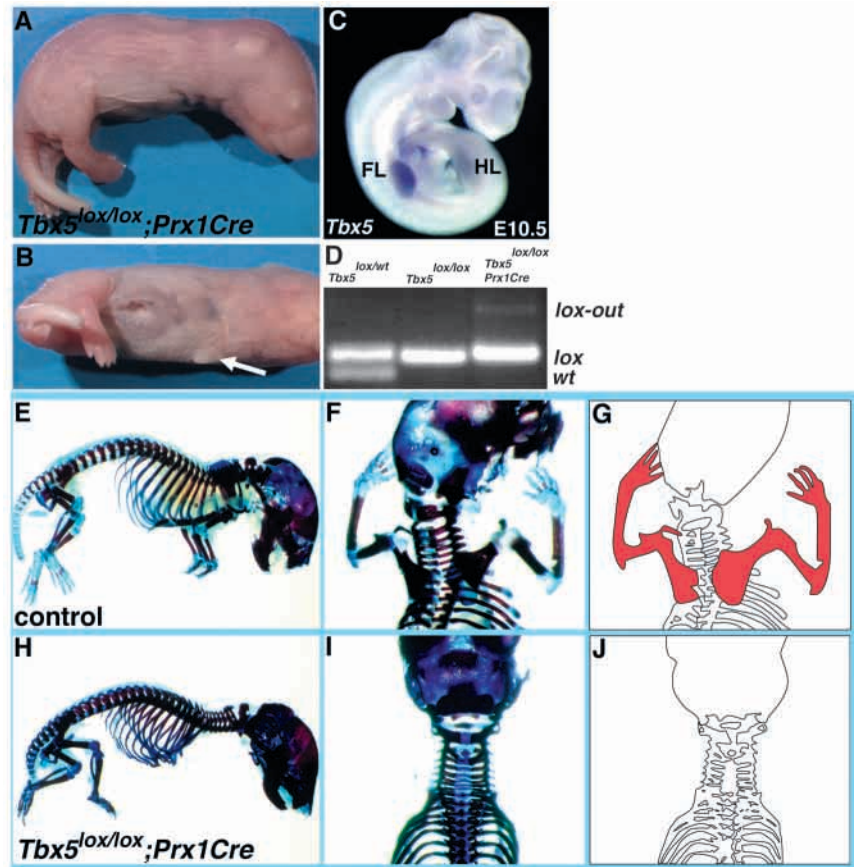 A
Tbx5lox/lox;Prx1Cre
B
C
FL
HL
Tbx5
E10.5
D
Tbx5lox/wt
Tbx5lox/lox
Tbx5lox/lox
Prx1Cre
lox-out
lox
wt
E
control
F
G
H
Tbx5lox/lox;Prx1Cre
I
J